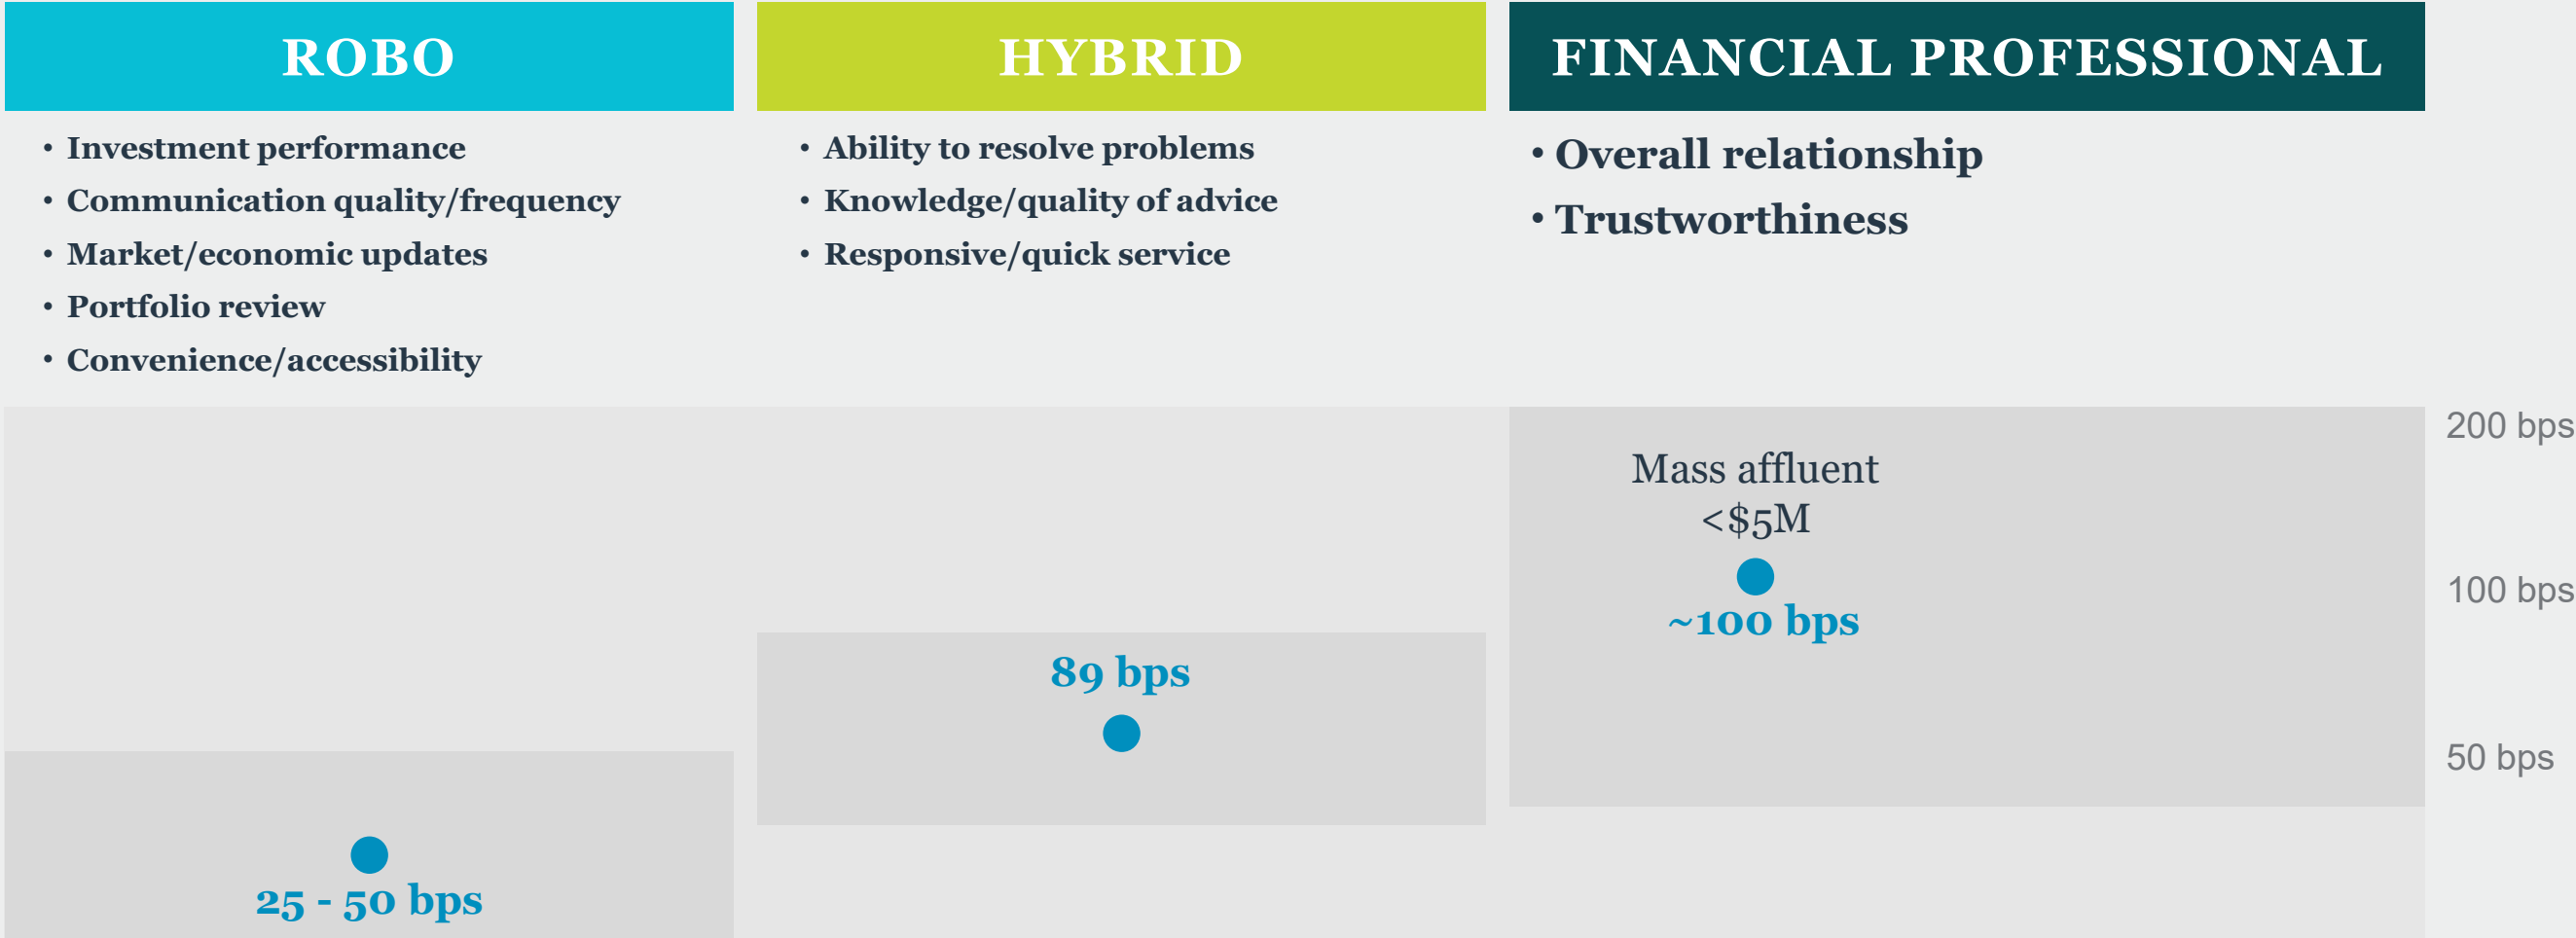 ROBO
• Investment performance
• Communication quality/frequency
• Market/economic updates
• Portfolio review
• Convenience/accessibility
HYBRID
• Ability to resolve problems
• Knowledge/quality of advice
• Responsive/quick service
FINANCIAL PROFESSIONAL
• Overall relationship
• Trustworthiness
25 - 50 bps
89 bps
Mass affluent
<$5M
~100 bps
200 bps
100 bps
50 bps